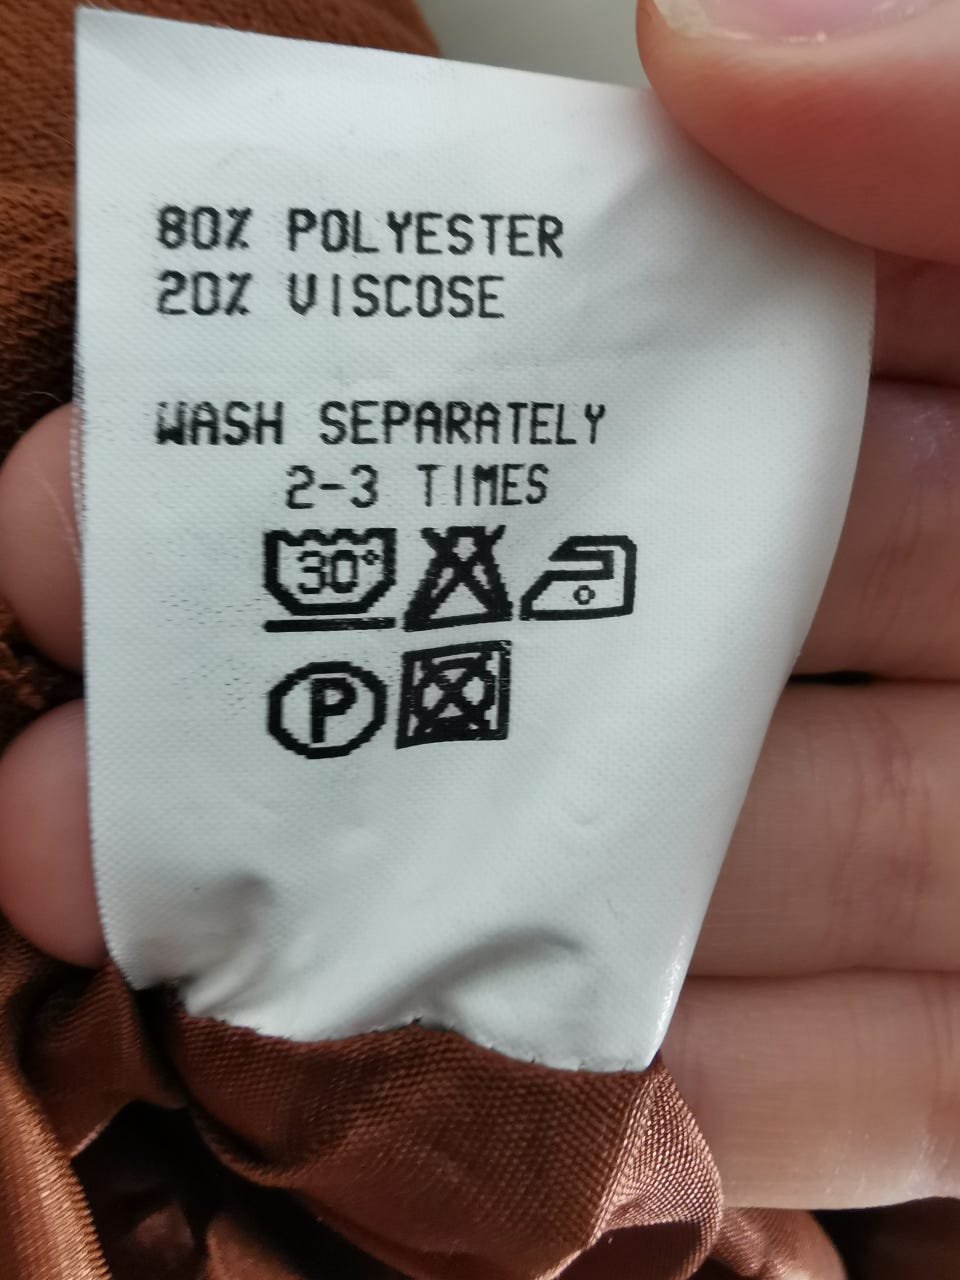 80% POLYESTER
20% VISCOSE
WASH SEPARATELY
2-3 TIMES
30°
P